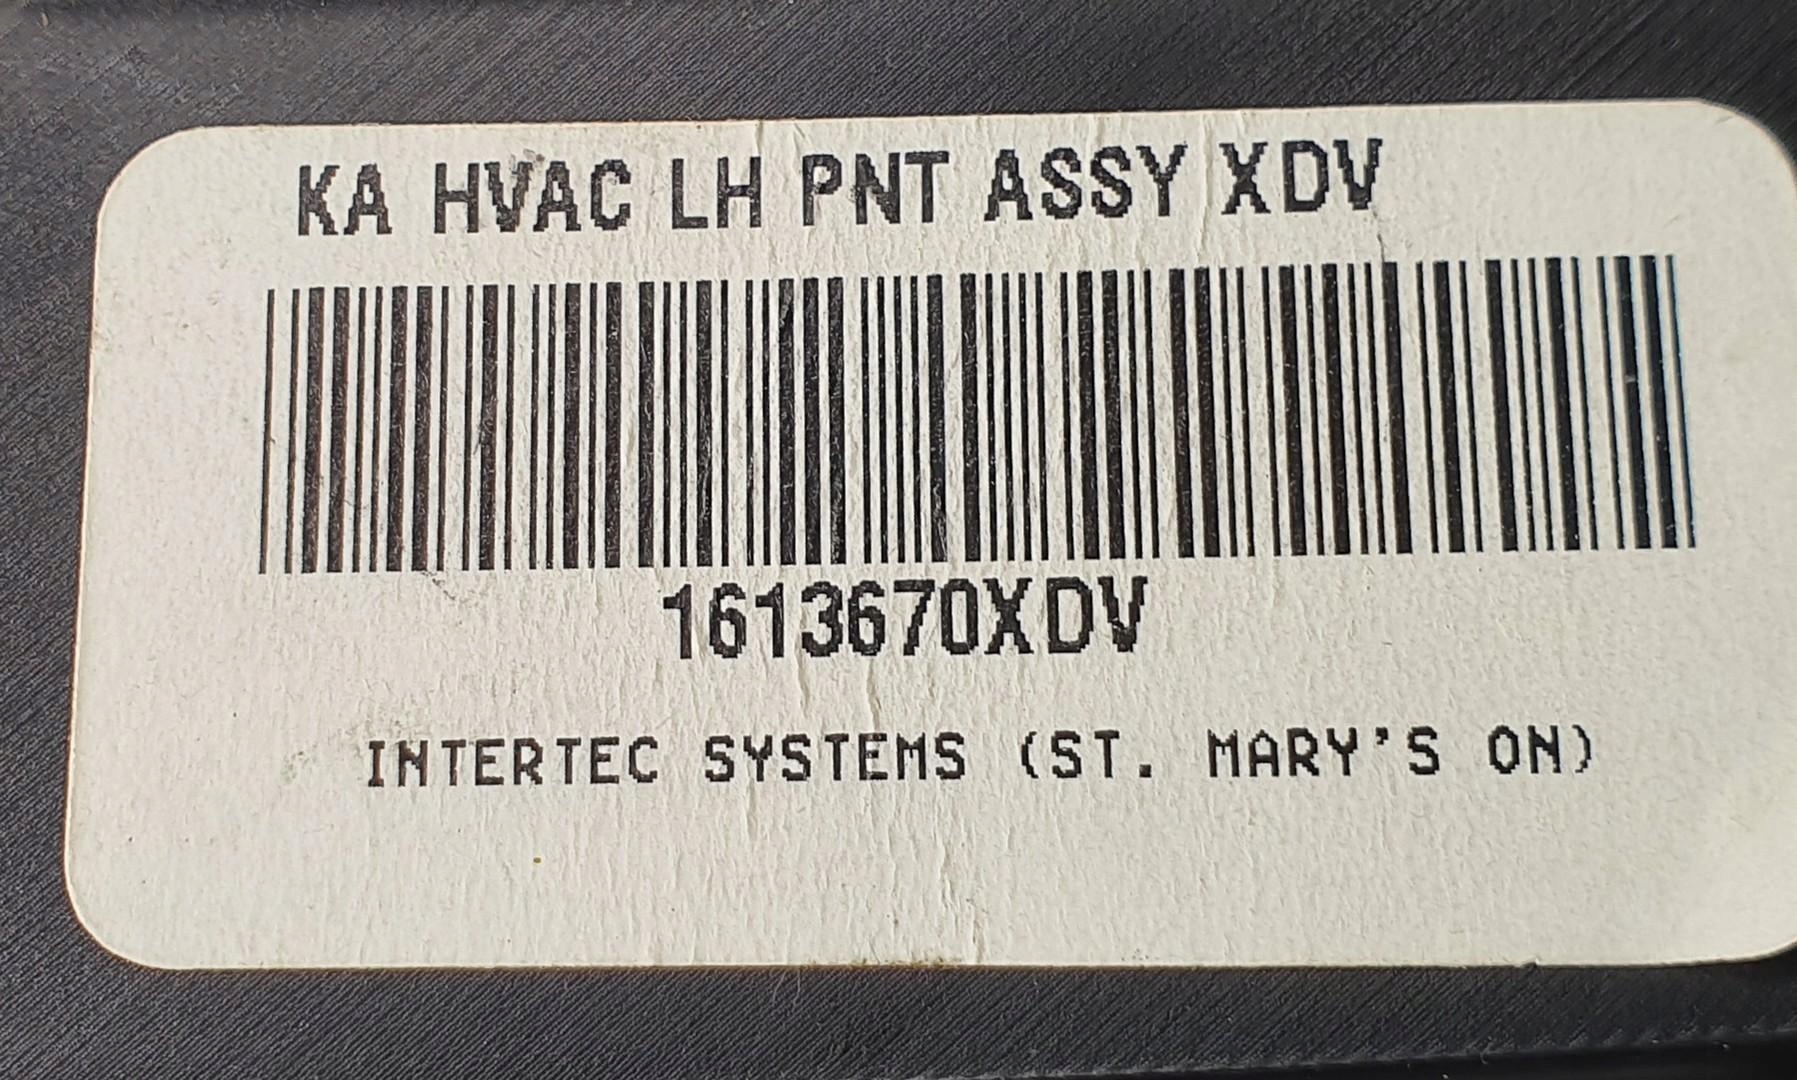 KA HVAC LH PNT ASSY XDV
1613670XDV
INTERTEC SYSTEMS (ST. MARY'S ON)